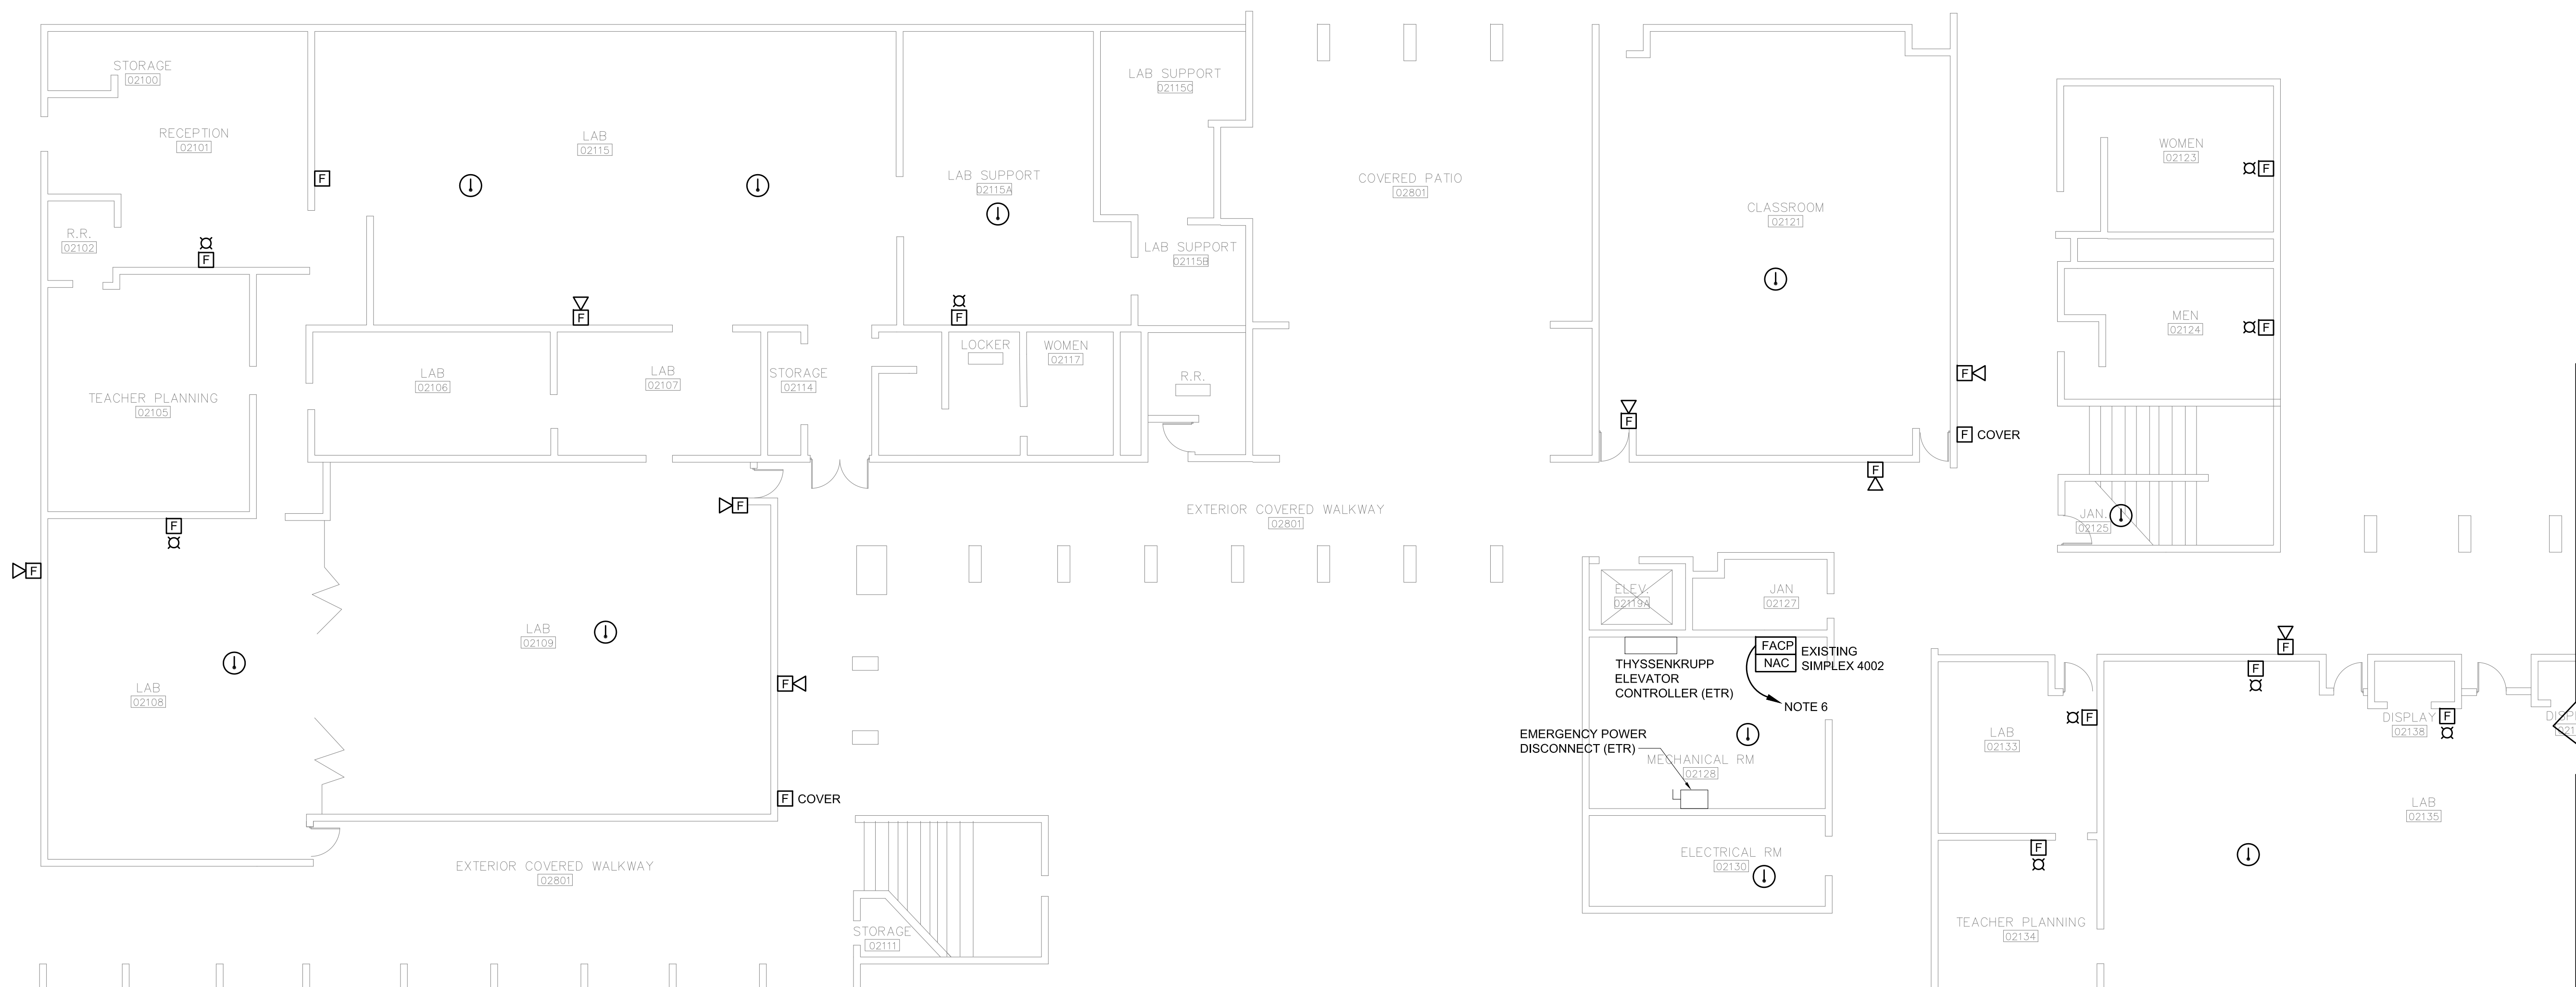 STORAGE
02100
RECEPTION
02101
F
R.R.
02102
F
TEACHER PLANNING
02105
LAB
02115
F
LAB SUPPORT
02115A
F
LAB SUPPORT
02115C
LAB SUPPORT
02115B
LAB
02106
LAB
02107
STORAGE
02114
LOCKER
WOMEN
02117
R.R.
F
F
F
LAB
02108
LAB
02109
F
F COVER
EXTERIOR COVERED WALKWAY
02801
STORAGE
02111
COVERED PATIO
02801
EXTERIOR COVERED WALKWAY
02801
CLASSROOM
02121
F
F
F COVER
F
WOMEN
02123
F
MEN
02124
F
JAN.
02125
ELEV.
02119A
JAN
02127
FACP
NAC
EXISTING
SIMPLEX 4002
THYSSENKRUPP
ELEVATOR
CONTROLLER (ETR)
NOTE 6
EMERGENCY POWER
DISCONNECT (ETR)
MECHANICAL RM
02128
ELECTRICAL RM
02130
F
F
F
LAB
02133
DISPLAY
02138
F
LAB
02135
F
TEACHER PLANNING
02134